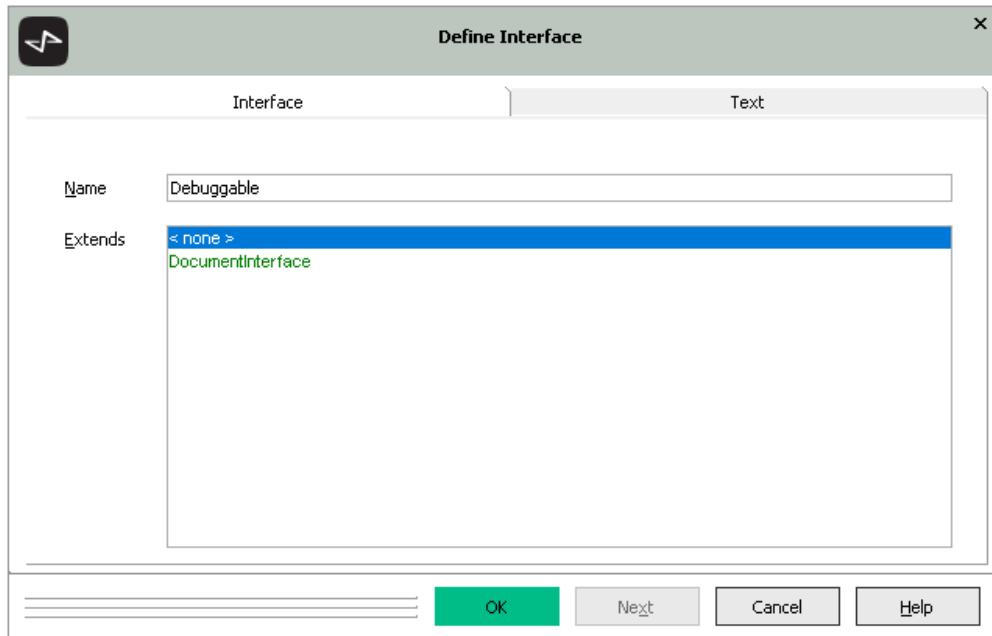 Define Interface
Interface
Text
Name
Debuggable
Extends
< none >
DocumentInterface
OK
Next
Cancel
Help